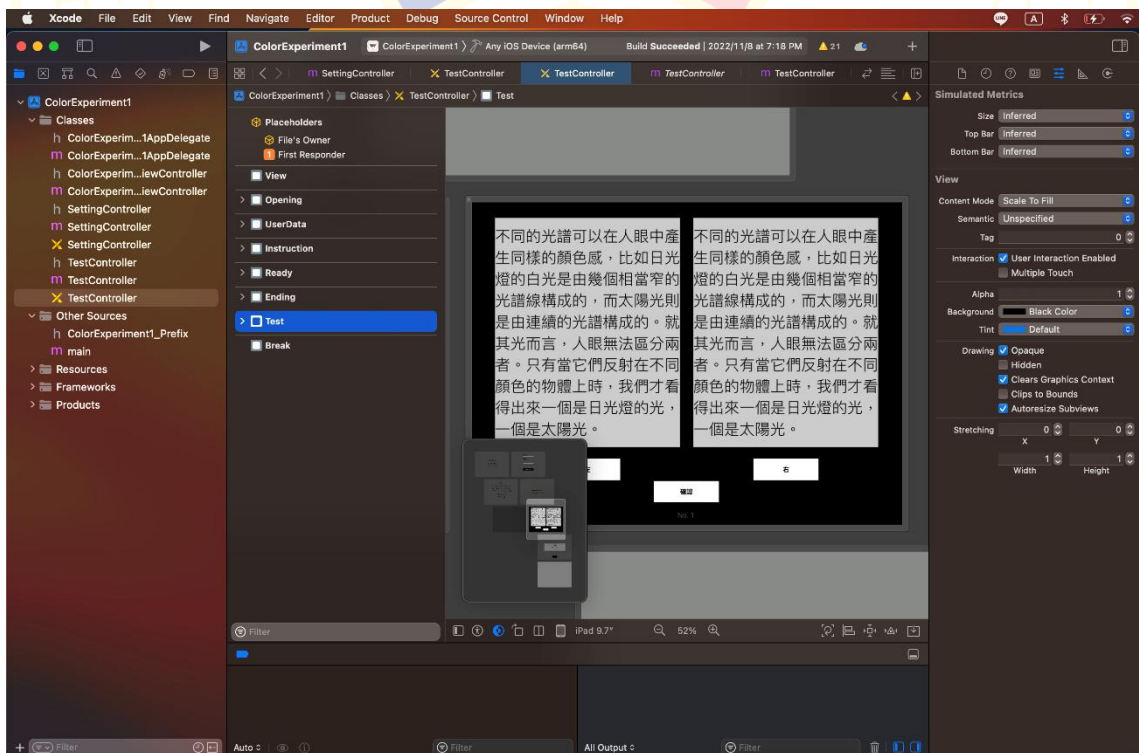 Xcode File Edit View Find Navigate Editor Product Debug Source Control Window Help
LINE A
ColorExperiment1 ColorExperiment1 〉 Any iOS Device (arm64) Build Succeeded | 2022/11/8 at 7:18 PM 21 +
SettingController TestController TestController TestController TestController
ColorExperiment1 〉 Classes 〉 TestController 〉 Test
ColorExperiment1
Classes
h ColorExperim...1AppDelegate
m ColorExperim...1AppDelegate
h ColorExperim...iewController
m ColorExperim...iewController
h SettingController
m SettingController
SettingController
h TestController
m TestController
TestController
Other Sources
h ColorExperiment1_Prefix
m main
Resources
Frameworks
Products
+ Filter
Placeholders
File's Owner
1 First Responder
View
Opening
UserData
Instruction
Ready
Ending
Test
Break
Filter
不同的光譜可以在人眼中產
生同樣的顏色感，比如日光
燈的白光是由幾個相當窄的
光譜線構成的，而太陽光則
是由連續的光譜構成的。就
其光而言，人眼無法區分兩
者。只有當它們反射在不同
顏色的物體上時，我們才看
得出來一個是日光燈的光，
一個是太陽光。
不同的光譜可以在人眼中產
生同樣的顏色感，比如日光
燈的白光是由幾個相當窄的
光譜線構成的，而太陽光則
是由連續的光譜構成的。就
其光而言，人眼無法區分兩
者。只有當它們反射在不同
顏色的物體上時，我們才看
得出來一個是日光燈的光，
一個是太陽光。
右
確認
No. 1
iPad 9.7" 52%
Auto Filter All Output Filter
Simulated Metrics
Size Inferred
Top Bar Inferred
Bottom Bar Inferred
View
Content Mode Scale To Fill
Semantic Unspecified
Tag 0
Interaction User Interaction Enabled
Multiple Touch
Alpha 1
Background Black Color
Tint Default
Drawing Opaque
Hidden
Clears Graphics Context
Clips to Bounds
Autoresize Subviews
Stretching 0 0
X Y
1 1
Width Height